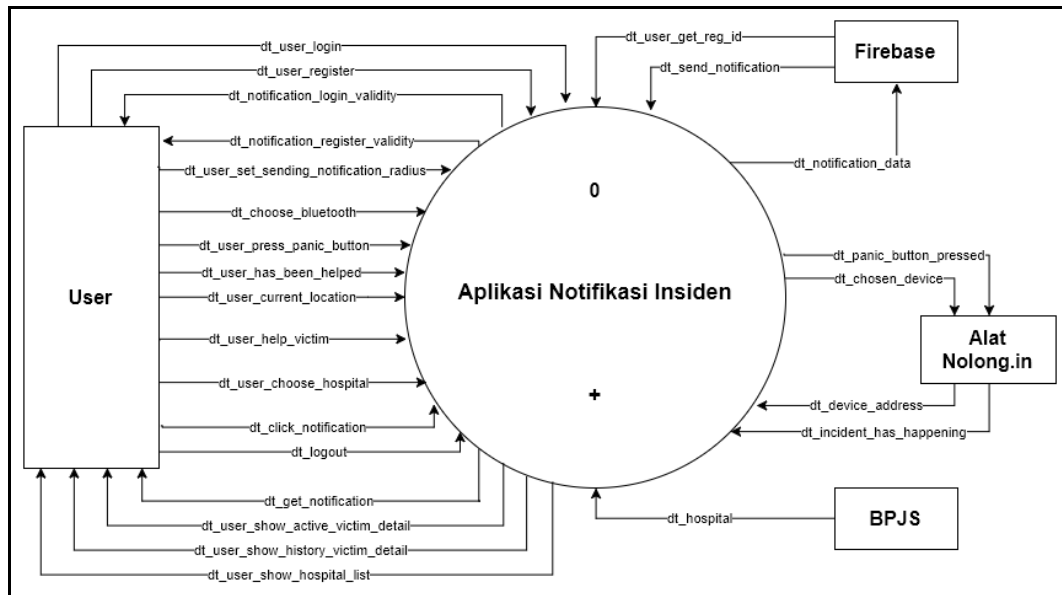 dt_user_login
dt_user_register
dt_notification_login_validity
dt_notification_register_validity
dt_user_set_sending_notification_radius
dt_choose_bluetooth
dt_user_press_panic_button
dt_user_has_been_helped
dt_user_current_location
dt_user_help_victim
dt_user_choose_hospital
dt_click_notification
dt_logout
dt_get_notification
dt_user_show_active_victim_detail
dt_user_show_history_victim_detail
dt_user_show_hospital_list
User
0
Aplikasi Notifikasi Insiden
+
dt_user_get_reg_id
dt_send_notification
Firebase
dt_notification_data
dt_panic_button_pressed
dt_chosen_device
Alat
Nolong.in
dt_device_address
dt_incident_has_happening
dt_hospital
BPJS